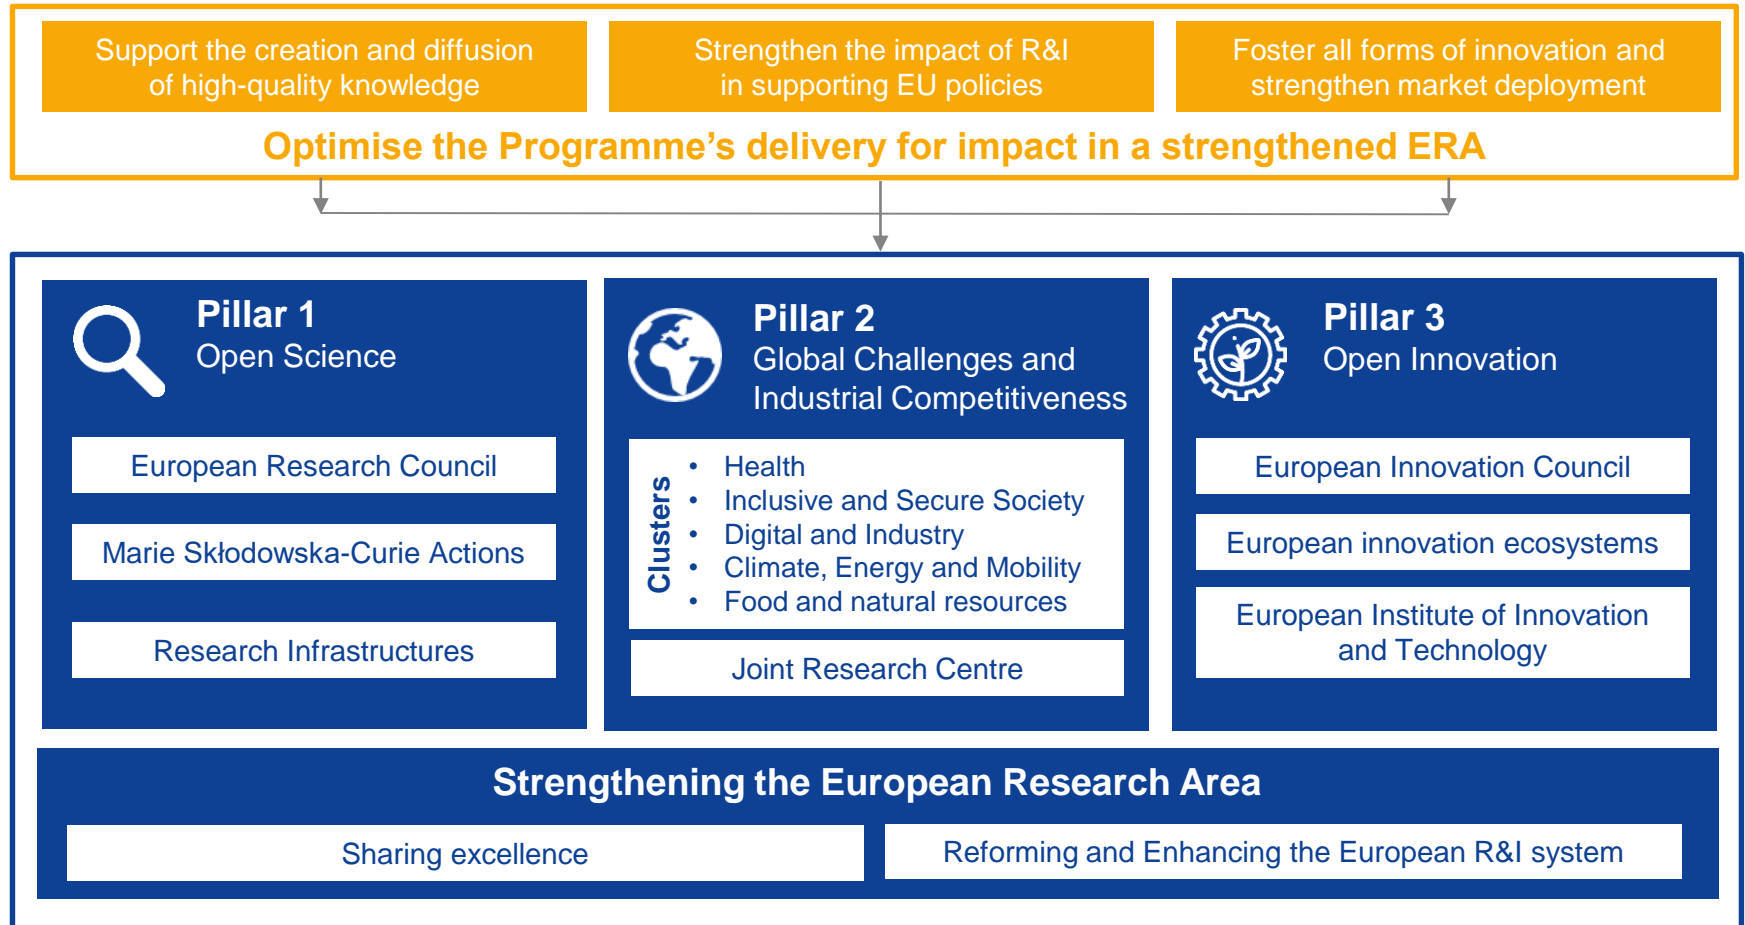 Support the creation and diffusion
of high-quality knowledge
Strengthen the impact of R&I
in supporting EU policies
Foster all forms of innovation and
strengthen market deployment
Optimise the Programme’s delivery for impact in a strengthened ERA
Pillar 1
Open Science
European Research Council
Marie Skłodowska-Curie Actions
Research Infrastructures
Pillar 2
Global Challenges and
Industrial Competitiveness
Clusters
• Health
• Inclusive and Secure Society
• Digital and Industry
• Climate, Energy and Mobility
• Food and natural resources
Joint Research Centre
Pillar 3
Open Innovation
European Innovation Council
European innovation ecosystems
European Institute of Innovation
and Technology
Strengthening the European Research Area
Sharing excellence
Reforming and Enhancing the European R&I system